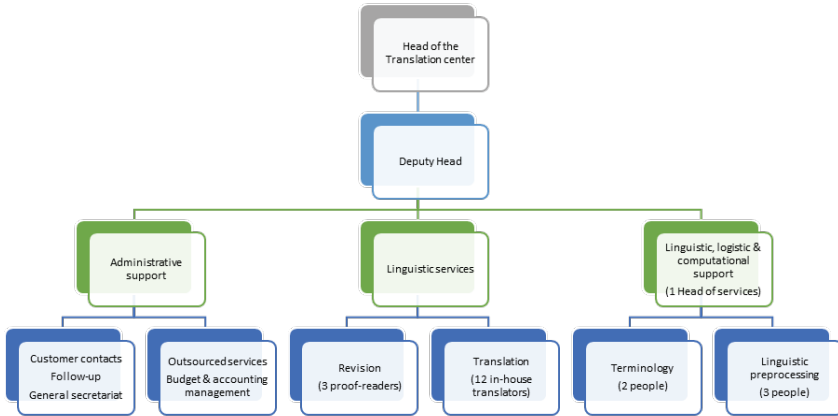 Head of the
Translation center
Deputy Head
Administrative
support
Linguistic services
Linguistic, logistic &
computational
support
(1 Head of services)
Customer contacts
Follow-up
General secretariat
Outsourced services
Budget & accounting
management
Revision
(3 proof-readers)
Translation
(12 in-house
translators)
Terminology
(2 people)
Linguistic
preprocessing
(3 people)